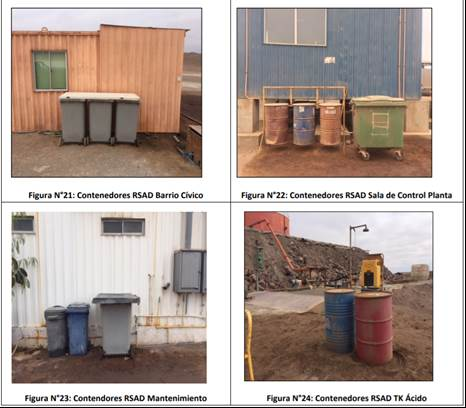 Figura N°21: Contenedores RSAD Barrio Cívico
Figura N°22: Contenedores RSAD Sala de Control Planta
Figura N°23: Contendores RSAD Mantenimiento
Figura N°24: Contenedores RSAD TK Ácido